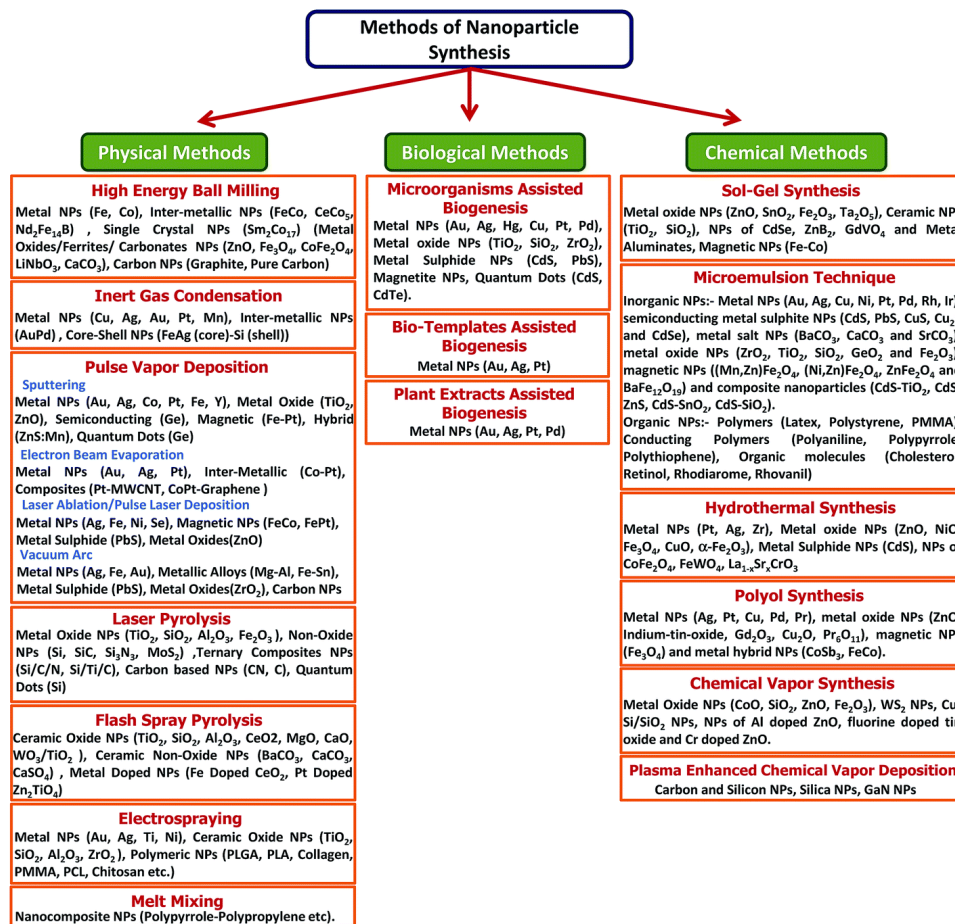 Methods of Nanoparticle
Synthesis
Physical Methods
Biological Methods
Chemical Methods
High Energy Ball Milling
Metal NPs (Fe, Co), Inter-metallic NPs (FeCo, CeCo₅,
Nd₂Fe₁₄B) , Single Crystal NPs (Sm₂Co₁₇) (Metal
Oxides/Ferrites/ Carbonates NPs (ZnO, Fe₃O₄, CoFe₂O₄,
LiNbO₃, CaCO₃), Carbon NPs (Graphite, Pure Carbon)
Inert Gas Condensation
Metal NPs (Cu, Ag, Au, Pt, Mn), Inter-metallic NPs
(AuPd) , Core-Shell NPs (FeAg (core)-Si (shell))
Pulse Vapor Deposition
Sputtering
Metal NPs (Au, Ag, Co, Pt, Fe, Y), Metal Oxide (TiO₂,
ZnO), Semiconducting (Ge), Magnetic (Fe-Pt), Hybrid
(ZnS:Mn), Quantum Dots (Ge)
Electron Beam Evaporation
Metal NPs (Au, Ag, Pt), Inter-Metallic (Co-Pt),
Composites (Pt-MWCNT, CoPt-Graphene )
Laser Ablation/Pulse Laser Deposition
Metal NPs (Ag, Fe, Ni, Se), Magnetic NPs (FeCo, FePt),
Metal Sulphide (PbS), Metal Oxides(ZnO)
Vacuum Arc
Metal NPs (Ag, Fe, Au), Metallic Alloys (Mg-Al, Fe-Sn),
Metal Sulphide (PbS), Metal Oxides(ZrO₂), Carbon NPs
Laser Pyrolysis
Metal Oxide NPs (TiO₂, SiO₂, Al₂O₃, Fe₂O₃ ), Non-Oxide
NPs (Si, SiC, Si₃N₃, MoS₂) ,Ternary Composites NPs
(Si/C/N, Si/Ti/C), Carbon based NPs (CN, C), Quantum
Dots (Si)
Flash Spray Pyrolysis
Ceramic Oxide NPs (TiO₂, SiO₂, Al₂O₃, CeO2, MgO, CaO,
WO₃/TiO₂ ), Ceramic Non-Oxide NPs (BaCO₃, CaCO₃,
CaSO₄) , Metal Doped NPs (Fe Doped CeO₂, Pt Doped
Zn₂TiO₄)
Electrospraying
Metal NPs (Au, Ag, Ti, Ni), Ceramic Oxide NPs (TiO₂,
SiO₂, Al₂O₃, ZrO₂), Polymeric NPs (PLGA, PLA, Collagen,
PMMA, PCL, Chitosan etc.)
Melt Mixing
Nanocomposite NPs (Polypyrrole-Polypropylene etc).
Microorganisms Assisted
Biogenesis
Metal NPs (Au, Ag, Hg, Cu, Pt, Pd),
Metal oxide NPs (TiO₂, SiO₂, ZrO₂),
Metal Sulphide NPs (CdS, PbS),
Magnetite NPs, Quantum Dots (CdS,
CdTe).
Bio-Templates Assisted
Biogenesis
Metal NPs (Au, Ag, Pt)
Plant Extracts Assisted
Biogenesis
Metal NPs (Au, Ag, Pt, Pd)
Sol-Gel Synthesis
Metal oxide NPs (ZnO, SnO₂, Fe₂O₃, Ta₂O₅), Ceramic NP
(TiO₂, SiO₂), NPs of CdSe, ZnB₂, GdVO₄ and Meta
Aluminates, Magnetic NPs (Fe-Co)
Microemulsion Technique
Inorganic NPs:- Metal NPs (Au, Ag, Cu, Ni, Pt, Pd, Rh, Ir)
semiconducting metal sulphite NPs (CdS, PbS, CuS, Cu₂
and CdSe), metal salt NPs (BaCO₃, CaCO₃ and SrCO₃)
metal oxide NPs (ZrO₂, TiO₂, SiO₂, GeO₂ and Fe₂O₃)
magnetic NPs ((Mn,Zn)Fe₂O₄, (Ni,Zn)Fe₂O₄, ZnFe₂O₄ and
BaFe₁₂O₁₉) and composite nanoparticles (CdS-TiO₂, CdS
ZnS, CdS-SnO₂, CdS-SiO₂).
Organic NPs:- Polymers (Latex, Polystyrene, PMMA)
Conducting Polymers (Polyaniline, Polypyrrole
Polythiophene), Organic molecules (Cholestero
Retinol, Rhodiarome, Rhovanil)
Hydrothermal Synthesis
Metal NPs (Pt, Ag, Zr), Metal oxide NPs (ZnO, NiO
Fe₃O₄, CuO, α-Fe₂O₃), Metal Sulphide NPs (CdS), NPs o
CoFe₂O₄, FeWO₄, La₁₋ₓSrₓCrO₃
Polyol Synthesis
Metal NPs (Ag, Pt, Cu, Pd, Pr), metal oxide NPs (ZnO
Indium-tin-oxide, Gd₂O₃, Cu₂O, Pr₆O₁₁), magnetic NP
(Fe₃O₄) and metal hybrid NPs (CoSb₃, FeCo).
Chemical Vapor Synthesis
Metal Oxide NPs (CoO, SiO₂, ZnO, Fe₂O₃), WS₂ NPs, Cu
Si/SiO₂ NPs, NPs of Al doped ZnO, fluorine doped tin
oxide and Cr doped ZnO.
Plasma Enhanced Chemical Vapor Deposition
Carbon and Silicon NPs, Silica NPs, GaN NPs